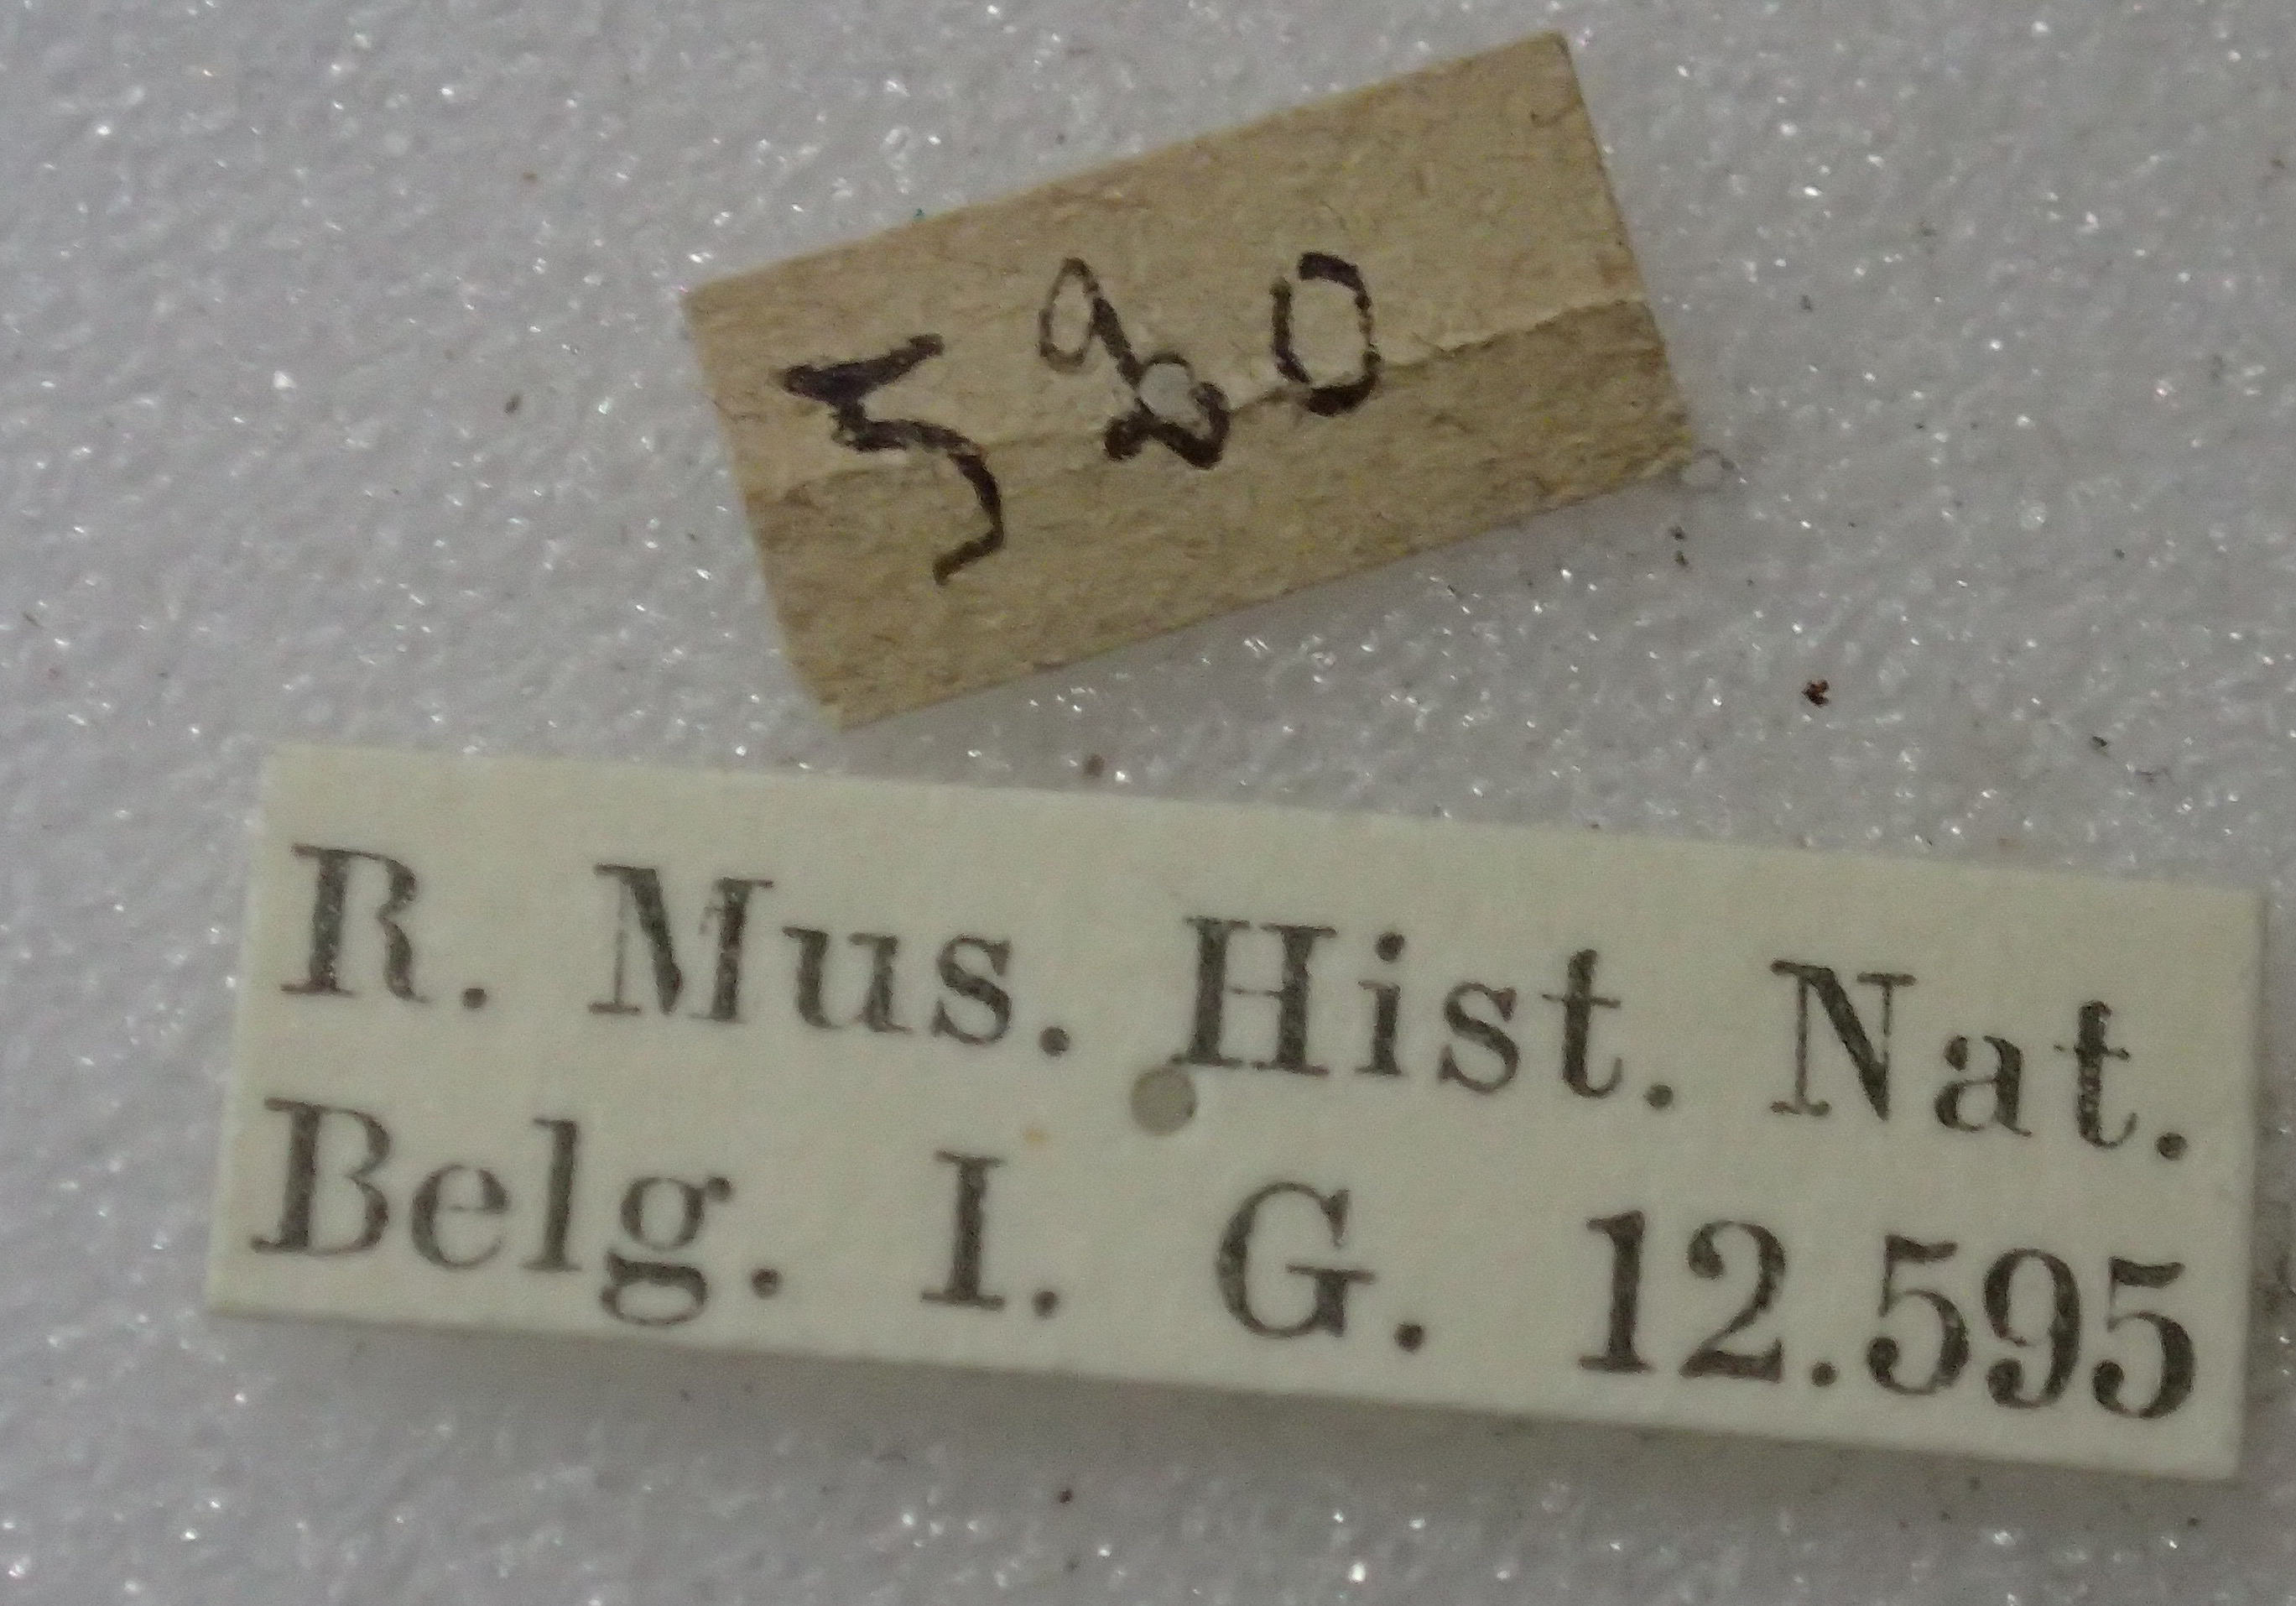 520
R. Mus. Hist. Nat.
Belg. I. G. 12.595